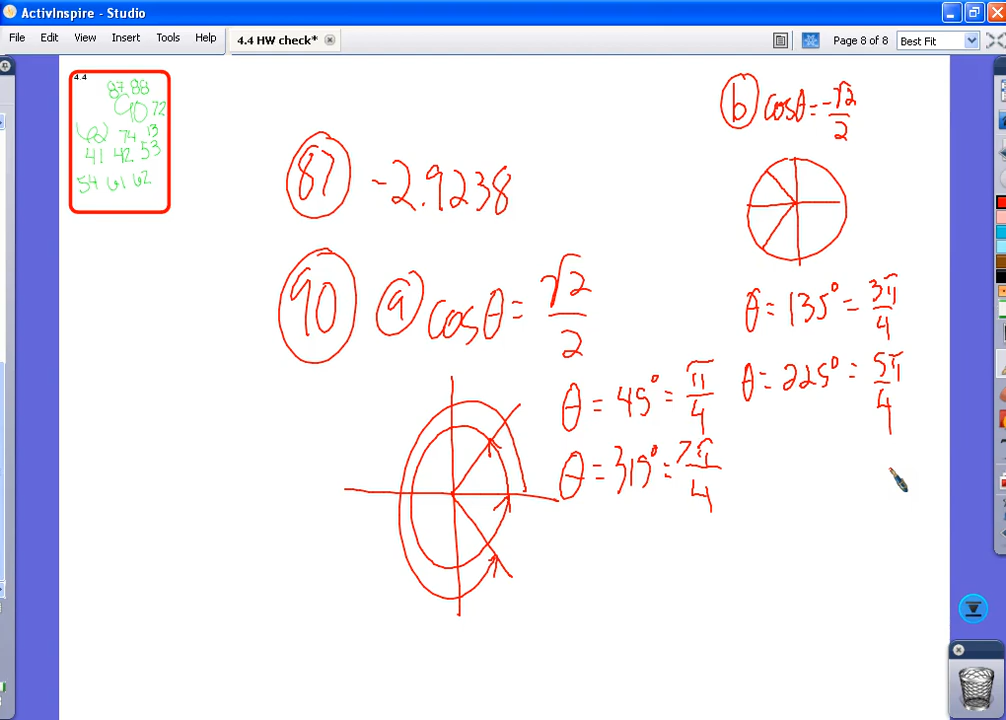 ActivInspire - Studio
File Edit View Insert Tools Help
4.4 HW check*
Page 8 of 8
Best Fit
4.4
87 88
90 72
74 13
41 42 53
54 61 62
87 -2.9238
90 a cosθ = √2/2
θ = 45° = π/4
θ = 315° = 7π/4
b cosθ = -√2/2
θ = 135° = 3π/4
θ = 225° = 5π/4